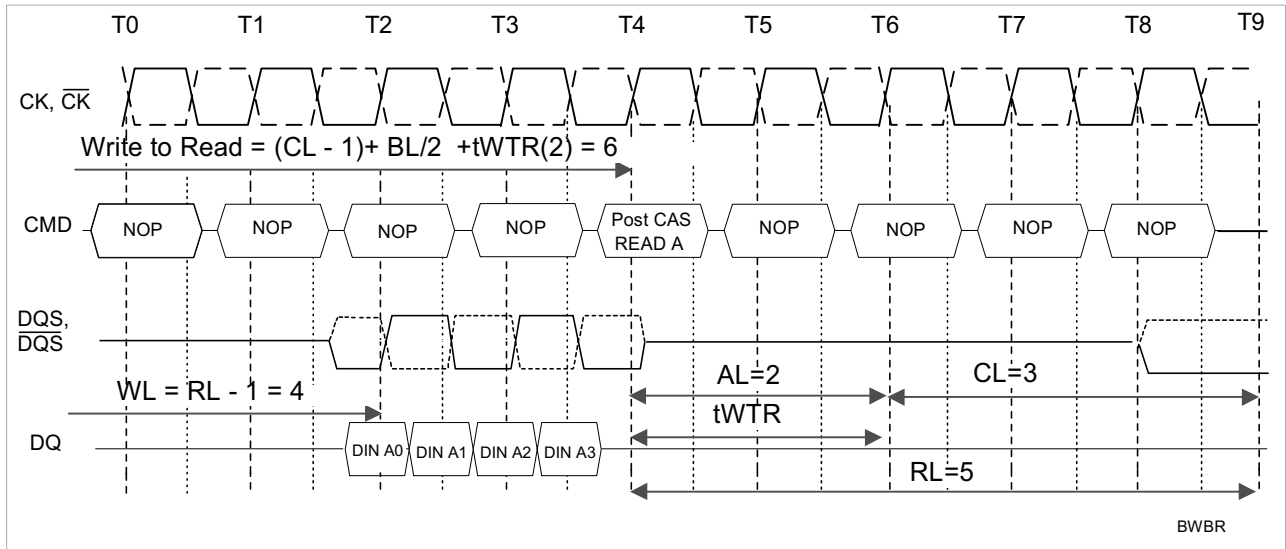 T0 T1 T2 T3 T4 T5 T6 T7 T8 T9
CK, CK
Write to Read = (CL - 1)+ BL/2 +tWTR(2) = 6
CMD NOP NOP NOP NOP Post CAS READ A NOP NOP NOP NOP
DQS,
DQS
AL=2 CL=3
WL = RL - 1 = 4
tWTR
DQ DIN A0 DIN A1 DIN A2 DIN A3
RL=5
BWBR